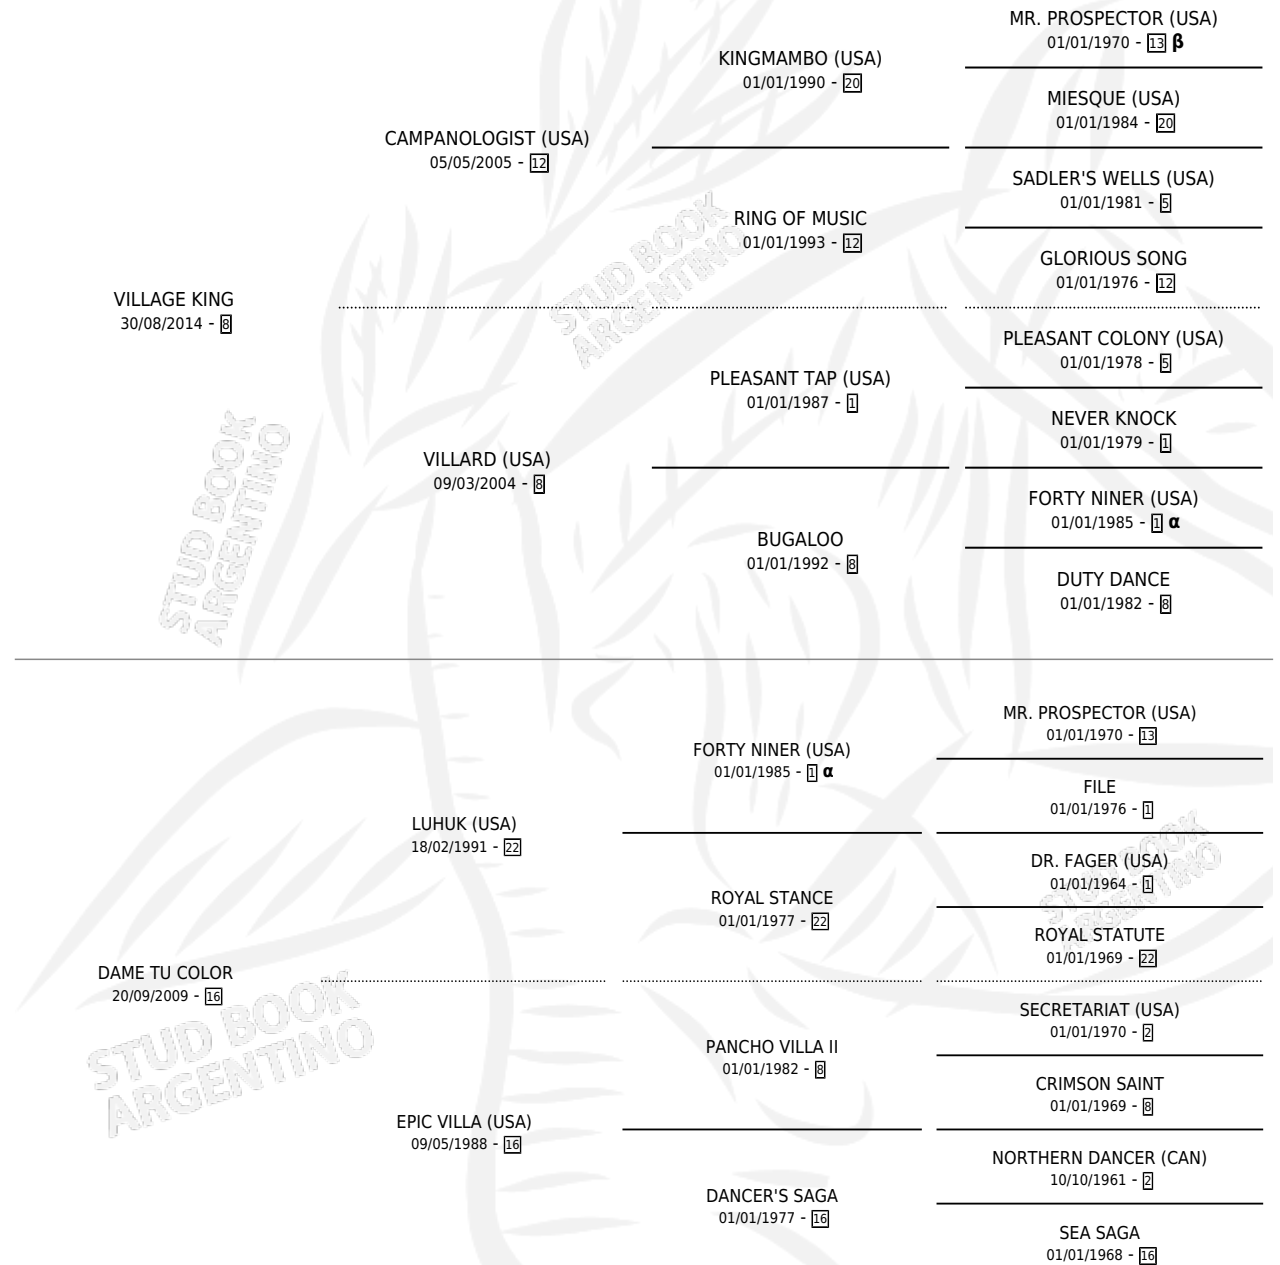 MR. PROSPECTOR (USA)
01/01/1970 - 13 β
KINGMAMBO (USA)
01/01/1990 - 20
MIESQUE (USA)
01/01/1984 - 20
CAMPANOLOGIST (USA)
05/05/2005 - 12
SADLER'S WELLS (USA)
01/01/1981 - 5
RING OF MUSIC
01/01/1993 - 12
GLORIOUS SONG
01/01/1976 - 12
VILLAGE KING
30/08/2014 - 8
PLEASANT COLONY (USA)
01/01/1978 - 5
PLEASANT TAP (USA)
01/01/1987 - 1
NEVER KNOCK
01/01/1979 - 1
VILLARD (USA)
09/03/2004 - 8
FORTY NINER (USA)
01/01/1985 - 1 α
BUGALOO
01/01/1992 - 8
DUTY DANCE
01/01/1982 - 8
MR. PROSPECTOR (USA)
01/01/1970 - 13
FORTY NINER (USA)
01/01/1985 - 1 α
FILE
01/01/1976 - 1
LUHUK (USA)
18/02/1991 - 22
DR. FAGER (USA)
01/01/1964 - 1
ROYAL STANCE
01/01/1977 - 22
ROYAL STATUTE
01/01/1969 - 22
DAME TU COLOR
20/09/2009 - 16
SECRETARIAT (USA)
01/01/1970 - 2
PANCHO VILLA II
01/01/1982 - 8
CRIMSON SAINT
01/01/1969 - 8
EPIC VILLA (USA)
09/05/1988 - 16
NORTHERN DANCER (CAN)
10/10/1961 - 2
DANCER'S SAGA
01/01/1977 - 16
SEA SAGA
01/01/1968 - 16
STUD BOOK
ARGENTINO
STUD BOOK
ARGENTINO
STUD BOOK
ARGENTINO
STUD BOOK
ARGENTINO